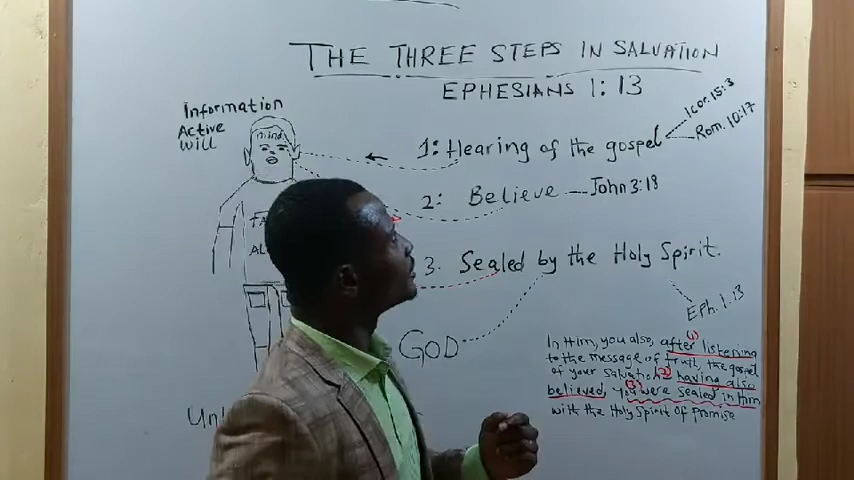 THE THREE STEPS IN SALVATION
EPHESIANS 1:13
Information
Active
Will
mind
1: Hearing of the gospel
1cor.15:3
Rom.10:17
2: Believe — John 3:18
3. Sealed by the Holy Spirit.
Eph.1.13
GOD
In Him, you also, after (1) listening
to the message of truth, the gospel
of your salvation (2) having also
believed, (3) you were sealed in Him
with the Holy Spirit of Promise